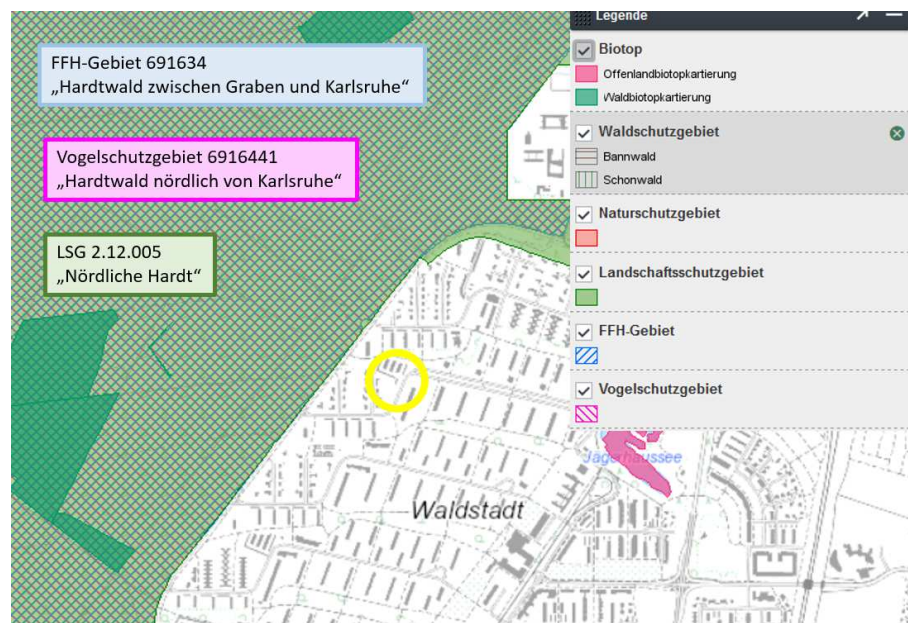 FFH-Gebiet 691634
„Hardtwald zwischen Graben und Karlsruhe“
Vogelschutzgebiet 6916441
„Hardtwald nördlich von Karlsruhe“
LSG 2.12.005
„Nördliche Hardt“
Waldstadt
Jägerhaussee
Legende
Biotop
Offenlandbiotopkartierung
Waldbiotopkartierung
Waldschutzgebiet
Bannwald
Schonwald
Naturschutzgebiet
Landschaftsschutzgebiet
FFH-Gebiet
Vogelschutzgebiet